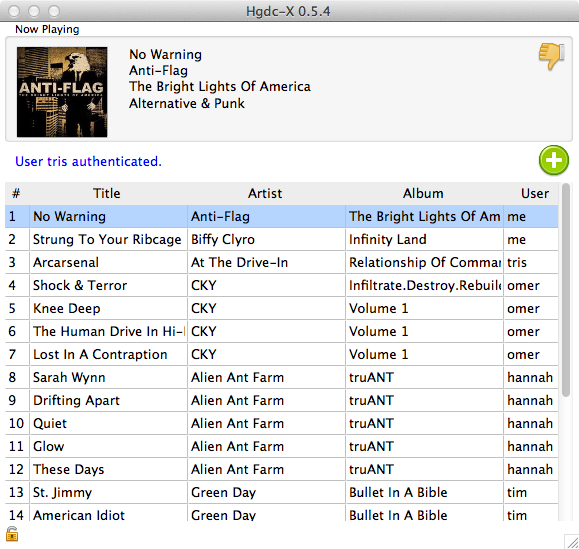 Hgdc-X 0.5.4
Now Playing
ANTI-FLAG
THE BRIGHT LIGHTS OF AMERICA
No Warning
Anti-Flag
The Bright Lights Of America
Alternative & Punk
User tris authenticated.
# Title Artist Album User
1 No Warning Anti-Flag The Bright Lights Of Am me
2 Strung To Your Ribcage Biffy Clyro Infinity Land me
3 Arcarsenal At The Drive-In Relationship Of Comman tris
4 Shock & Terror CKY Infiltrate.Destroy.Rebuild omer
5 Knee Deep CKY Volume 1 omer
6 The Human Drive In Hi-F CKY Volume 1 omer
7 Lost In A Contraption CKY Volume 1 omer
8 Sarah Wynn Alien Ant Farm truANT hannah
9 Drifting Apart Alien Ant Farm truANT hannah
10 Quiet Alien Ant Farm truANT hannah
11 Glow Alien Ant Farm truANT hannah
12 These Days Alien Ant Farm truANT hannah
13 St. Jimmy Green Day Bullet In A Bible tim
14 American Idiot Green Day Bullet In A Bible tim